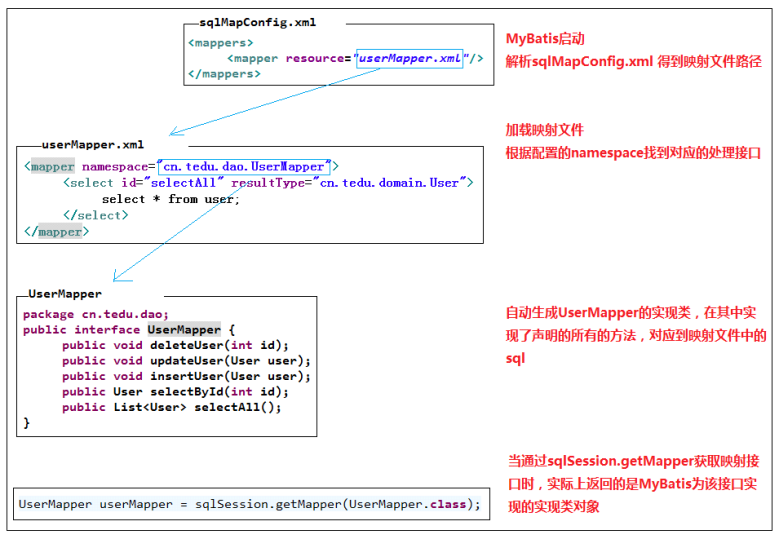 sqlMapConfig.xml
<mappers>
<mapper resource="userMapper.xml"/>
</mappers>
MyBatis启动
解析sqlMapConfig.xml 得到映射文件路径
userMapper.xml
<mapper namespace="cn.tedu.dao.UserMapper">
<select id="selectAll" resultType="cn.tedu.domain.User">
select * from user;
</select>
</mapper>
加载映射文件
根据配置的namespace找到对应的处理接口
UserMapper
package cn.tedu.dao;
public interface UserMapper {
public void deleteUser(int id);
public void updateUser(User user);
public void insertUser(User user);
public User selectById(int id);
public List<User> selectAll();
}
自动生成UserMapper的实现类，在其中实
现了声明的所有的方法，对应到映射文件中的
sql
UserMapper userMapper = sqlSession.getMapper(UserMapper.class);
当通过sqlSession.getMapper获取映射接
口时，实际上返回的是MyBatis为该接口实
现的实现类对象